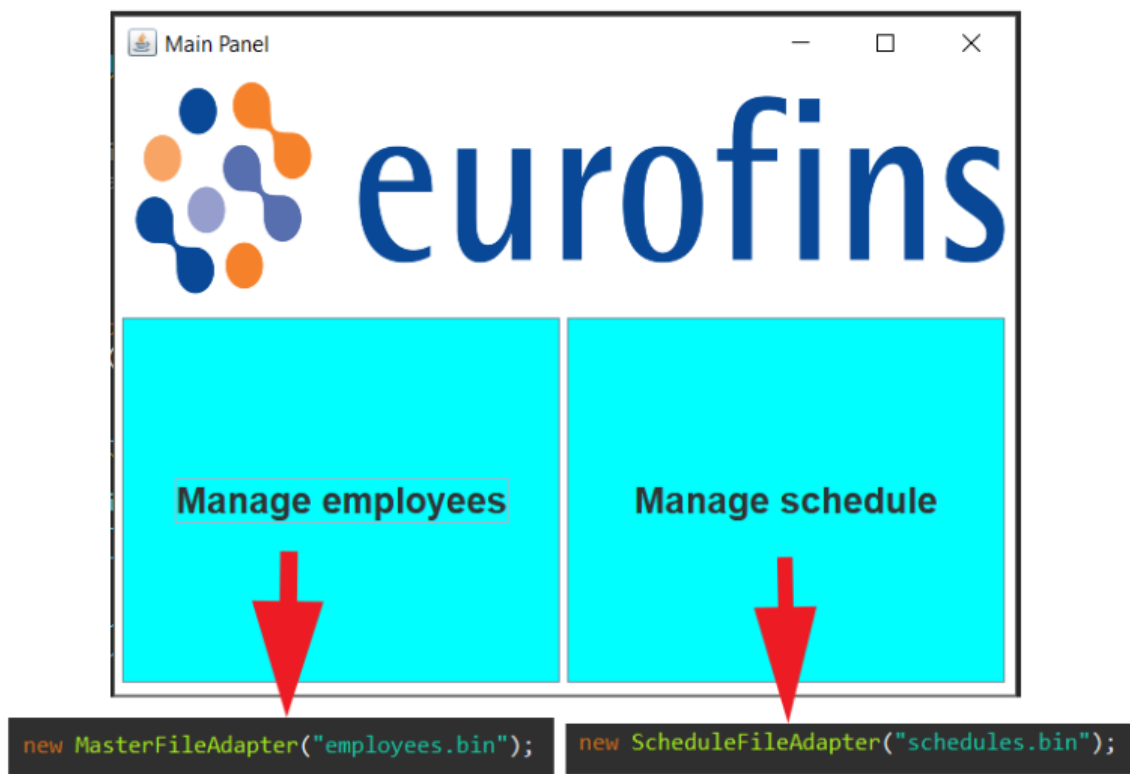 Main Panel
eurofins
Manage employees
Manage schedule
new MasterFileAdapter("employees.bin");
new ScheduleFileAdapter("schedules.bin");